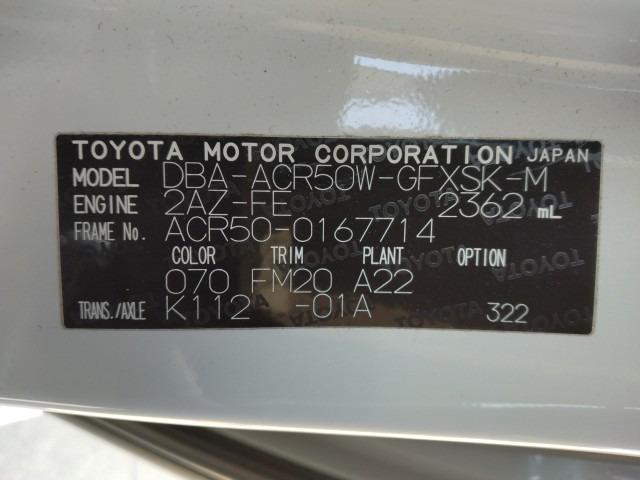 TOYOTA MOTOR CORPORATION JAPAN
MODEL DBA-ACR50W-GFXSK-M
ENGINE 2AZ-FE 2362 mL
FRAME No. ACR50-0167714
COLOR TRIM PLANT OPTION
070 FM20 A22
TRANS./AXLE K112 -01A 322